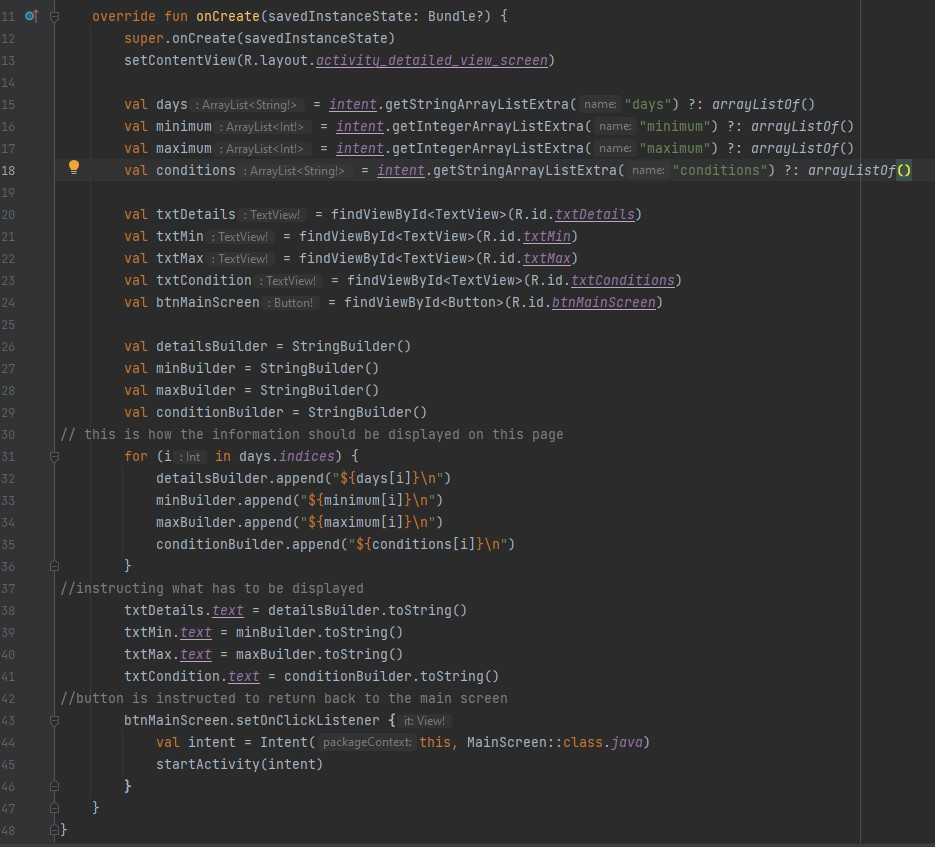 11 override fun onCreate(savedInstanceState: Bundle?) {
12 super.onCreate(savedInstanceState)
13 setContentView(R.layout.activity_detailed_view_screen)
14
15 val days : ArrayList<String!> = intent.getStringArrayListExtra( name: "days") ?: arrayListOf()
16 val minimum : ArrayList<Int!> = intent.getIntegerArrayListExtra( name: "minimum") ?: arrayListOf()
17 val maximum : ArrayList<Int!> = intent.getIntegerArrayListExtra( name: "maximum") ?: arrayListOf()
18 val conditions : ArrayList<String!> = intent.getStringArrayListExtra( name: "conditions") ?: arrayListOf()
19
20 val txtDetails : TextView! = findViewById<TextView>(R.id.txtDetails)
21 val txtMin : TextView! = findViewById<TextView>(R.id.txtMin)
22 val txtMax : TextView! = findViewById<TextView>(R.id.txtMax)
23 val txtCondition : TextView! = findViewById<TextView>(R.id.txtConditions)
24 val btnMainScreen : Button! = findViewById<Button>(R.id.btnMainScreen)
25
26 val detailsBuilder = StringBuilder()
27 val minBuilder = StringBuilder()
28 val maxBuilder = StringBuilder()
29 val conditionBuilder = StringBuilder()
30 // this is how the information should be displayed on this page
31 for (i : Int in days.indices) {
32 detailsBuilder.append("${days[i]}\n")
33 minBuilder.append("${minimum[i]}\n")
34 maxBuilder.append("${maximum[i]}\n")
35 conditionBuilder.append("${conditions[i]}\n")
36 }
37 //instructing what has to be displayed
38 txtDetails.text = detailsBuilder.toString()
39 txtMin.text = minBuilder.toString()
40 txtMax.text = maxBuilder.toString()
41 txtCondition.text = conditionBuilder.toString()
42 //button is instructed to return back to the main screen
43 btnMainScreen.setOnClickListener { it: View!
44 val intent = Intent( packageContext: this, MainScreen::class.java)
45 startActivity(intent)
46 }
47 }
48 }